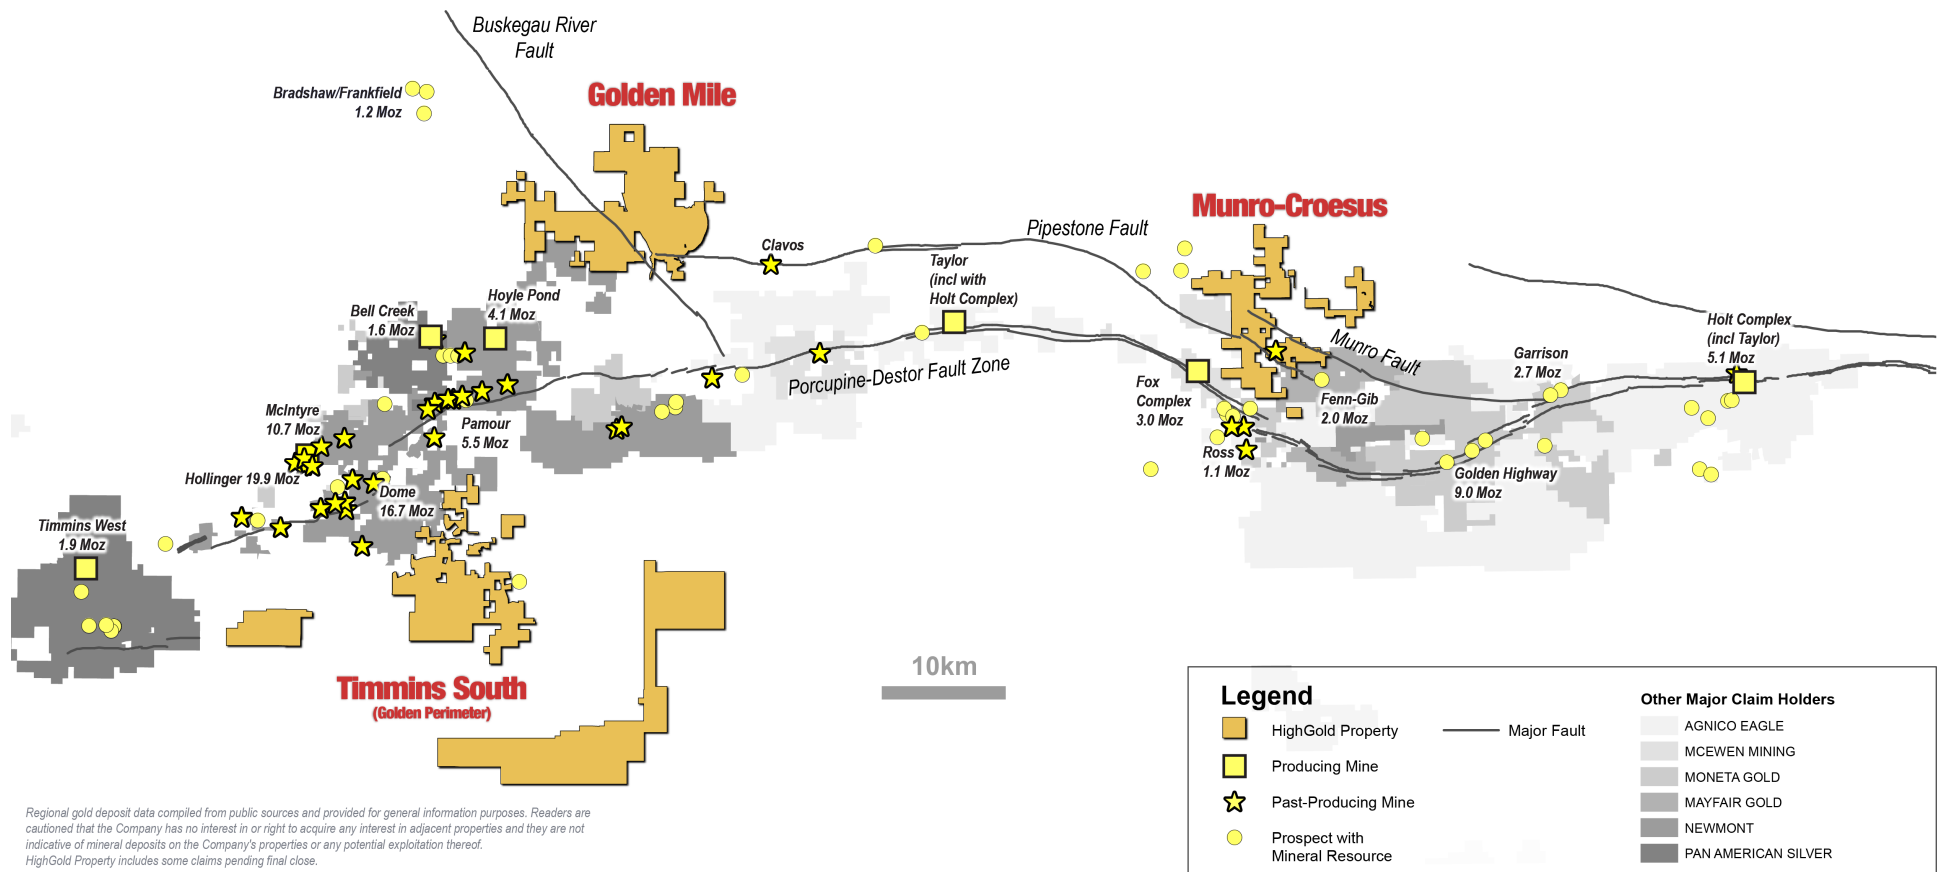 Buskegau River
Fault
Bradshaw/Frankfield
1.2 Moz
Golden Mile
Munro-Croesus
Pipestone Fault
Clavos
Taylor
(incl with
Holt Complex)
Hoyle Pond
4.1 Moz
Bell Creek
1.6 Moz
Holt Complex
(incl Taylor)
5.1 Moz
Munro Fault
Garrison
2.7 Moz
Porcupine-Destor Fault Zone
Fox
Complex
3.0 Moz
Fenn-Gib
2.0 Moz
McIntyre
10.7 Moz
Pamour
5.5 Moz
Ross
1.1 Moz
Golden Highway
9.0 Moz
Hollinger 19.9 Moz
Dome
16.7 Moz
Timmins West
1.9 Moz
Timmins South
(Golden Perimeter)
10km
Legend
HighGold Property
Major Fault
Producing Mine
Past-Producing Mine
Prospect with
Mineral Resource
Other Major Claim Holders
AGNICO EAGLE
MCEWEN MINING
MONETA GOLD
MAYFAIR GOLD
NEWMONT
PAN AMERICAN SILVER
Regional gold deposit data compiled from public sources and provided for general information purposes. Readers are
cautioned that the Company has no interest in or right to acquire any interest in adjacent properties and they are not
indicative of mineral deposits on the Company's properties or any potential exploitation thereof.
HighGold Property includes some claims pending final close.